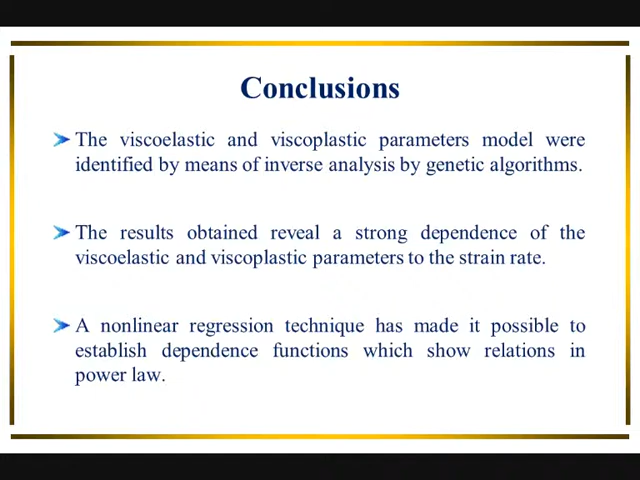 Conclusions
The viscoelastic and viscoplastic parameters model were
identified by means of inverse analysis by genetic algorithms.
The results obtained reveal a strong dependence of the
viscoelastic and viscoplastic parameters to the strain rate.
A nonlinear regression technique has made it possible to
establish dependence functions which show relations in
power law.